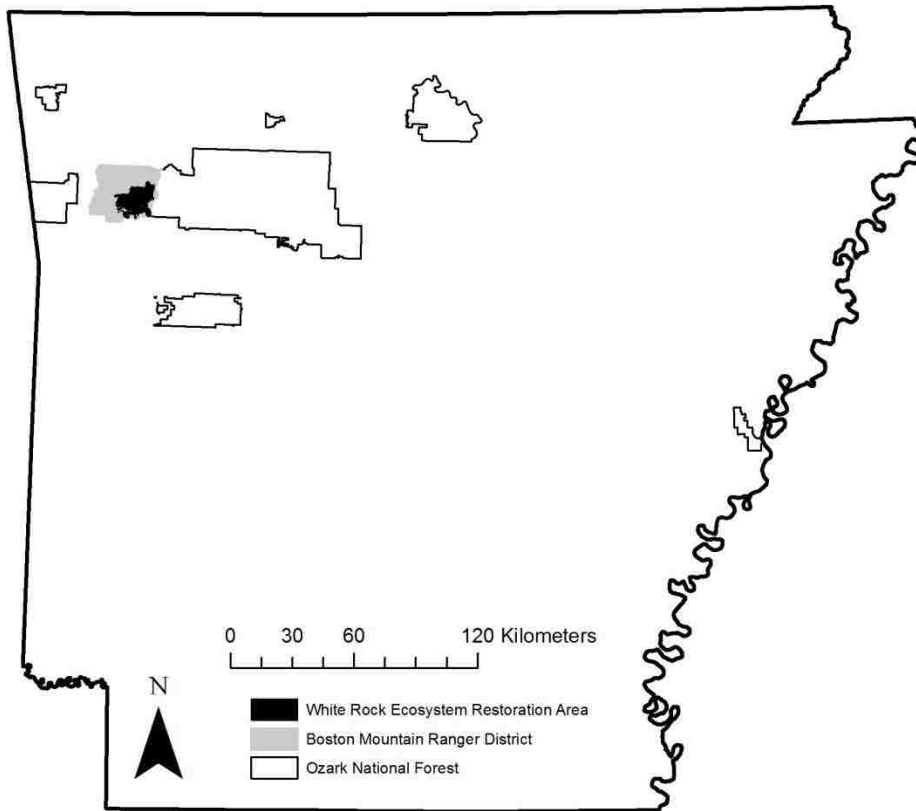 0 30 60 120 Kilometers
N
White Rock Ecosystem Restoration Area
Boston Mountain Ranger District
Ozark National Forest